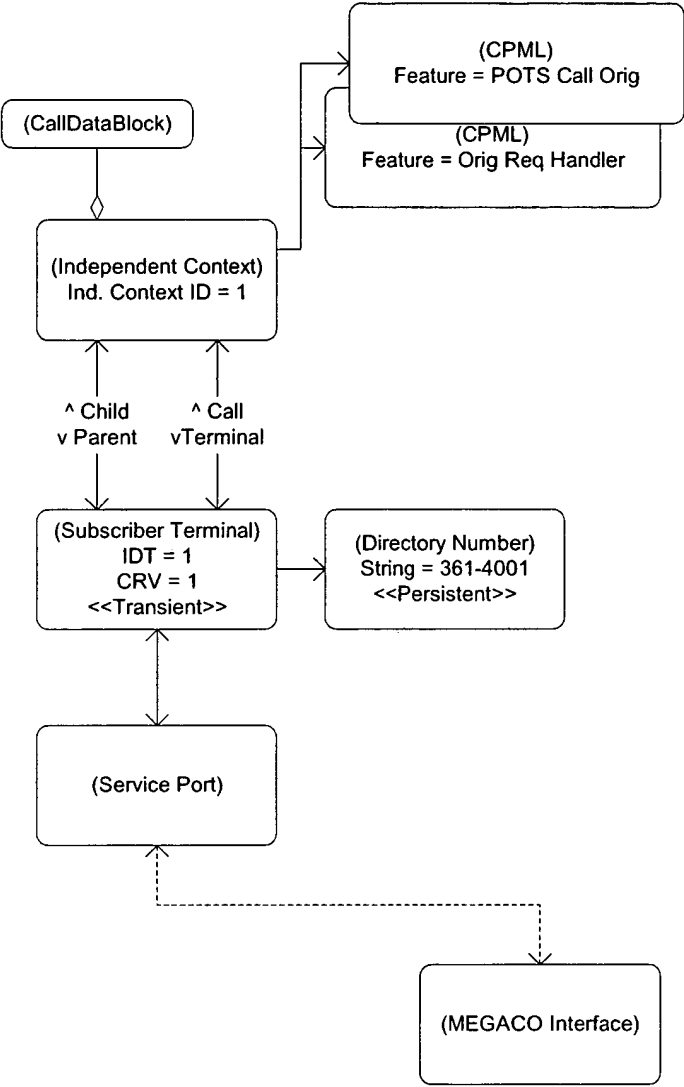 (CPML)
Feature = POTS Call Orig
(CPML)
Feature = Orig Req Handler
(CallDataBlock)
(Independent Context)
Ind. Context ID = 1
^ Child
v Parent
^ Call
vTerminal
(Subscriber Terminal)
IDT = 1
CRV = 1
<<Transient>>
(Directory Number)
String = 361-4001
<<Persistent>>
(Service Port)
(MEGACO Interface)